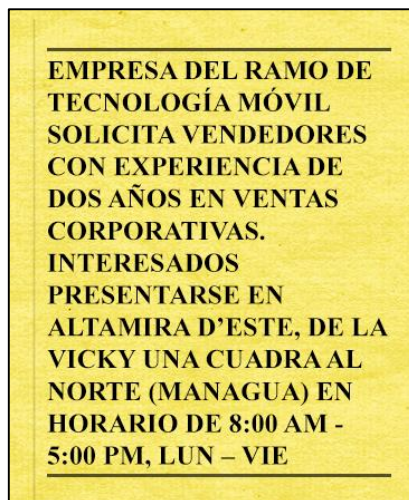 EMPRESA DEL RAMO DE
TECNOLOGÍA MÓVIL
SOLICITA VENDEDORES
CON EXPERIENCIA DE
DOS AÑOS EN VENTAS
CORPORATIVAS.
INTERESADOS
PRESENTARSE EN
ALTAMIRA D’ESTE, DE LA
VICKY UNA CUADRA AL
NORTE (MANAGUA) EN
HORARIO DE 8:00 AM -
5:00 PM, LUN – VIE